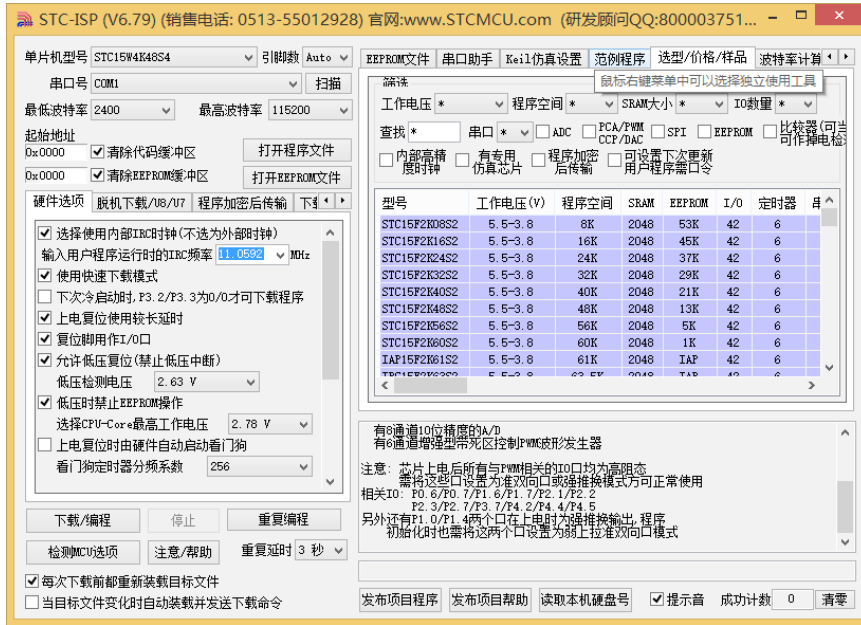 STC-ISP (V6.79) (销售电话: 0513-55012928) 官网:www.STCMCU.com (研发顾问QQ:800003751...
单片机型号 STC15W4K48S4 引脚数 Auto
串口号 COM1 扫描
最低波特率 2400 最高波特率 115200
起始地址
0x0000 清除代码缓冲区 打开程序文件
0x0000 清除EEPROM缓冲区 打开EEPROM文件
硬件选项 脱机下载/U8/U7 程序加密后传输
选择使用内部IRC时钟(不选为外部时钟)
输入用户程序运行时的IRC频率 11.0592 MHz
使用快速下载模式
下次冷启动时,P3.2/P3.3为0/0才可下载程序
上电复位使用较长延时
复位脚用作I/O口
允许低压复位(禁止低压中断)
低压检测电压 2.63 V
低压时禁止EEPROM操作
选择CPU-Core最高工作电压 2.78 V
上电复位时由硬件自动启动看门狗
看门狗定时器分频系数 256
下载/编程 停止 重复编程
检测MCU选项 注意/帮助 重复延时 3 秒
每次下载前都重新装载目标文件
当目标文件变化时自动装载并发送下载命令
EEPROM文件 串口助手 Keil仿真设置 范例程序 选型/价格/样品 波特率计算
鼠标右键菜单中可以选择独立使用工具
筛选
工作电压 * 程序空间 * SRAM大小 * IO数量 *
查找 * 串口 * ADC PCA/PWM CCP/DAC SPI EEPROM 比较器(可当可作掉电检
内部高精度时钟 有专用仿真芯片 程序加密后传输 可设置下次更新用户程序需口令
型号 工作电压(V) 程序空间 SRAM EEPROM I/O 定时器
STC15F2K08S2 5.5-3.8 8K 2048 53K 42 6
STC15F2K16S2 5.5-3.8 16K 2048 45K 42 6
STC15F2K24S2 5.5-3.8 24K 2048 37K 42 6
STC15F2K32S2 5.5-3.8 32K 2048 29K 42 6
STC15F2K40S2 5.5-3.8 40K 2048 21K 42 6
STC15F2K48S2 5.5-3.8 48K 2048 13K 42 6
STC15F2K56S2 5.5-3.8 56K 2048 5K 42 6
STC15F2K60S2 5.5-3.8 60K 2048 1K 42 6
IAP15F2K61S2 5.5-3.8 61K 2048 IAP 42 6
有8通道10位精度的A/D
有6通道增强型带死区控制PWM波形发生器
注意: 芯片上电后所有与PWM相关的IO口均为高阻态
需将这些口设置为准双向口或强推挽模式方可正常使用
相关IO: P0.6/P0.7/P1.6/P1.7/P2.1/P2.2
P2.3/P2.7/P3.7/P4.2/P4.4/P4.5
另外还有P1.0/P1.4两个口在上电时为强推挽输出,程序
初始化时也需将这两个口设置为弱上拉准双向口模式
发布项目程序 发布项目帮助 读取本机硬盘号 提示音 成功计数 0 清零